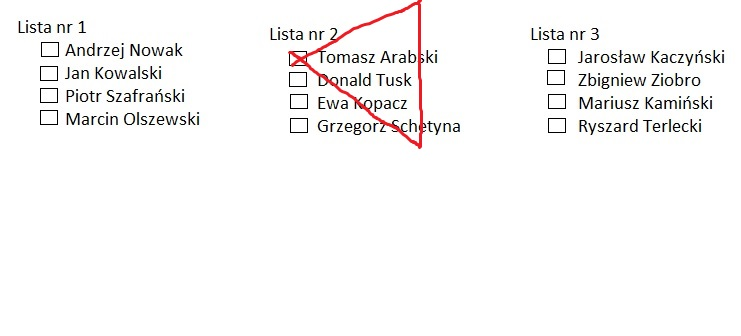 Lista nr 1
Andrzej Nowak
Jan Kowalski
Piotr Szafrański
Marcin Olszewski
Lista nr 2
Tomasz Arabski
Donald Tusk
Ewa Kopacz
Grzegorz Schetyna
Lista nr 3
Jarosław Kaczyński
Zbigniew Ziobro
Mariusz Kamiński
Ryszard Terlecki